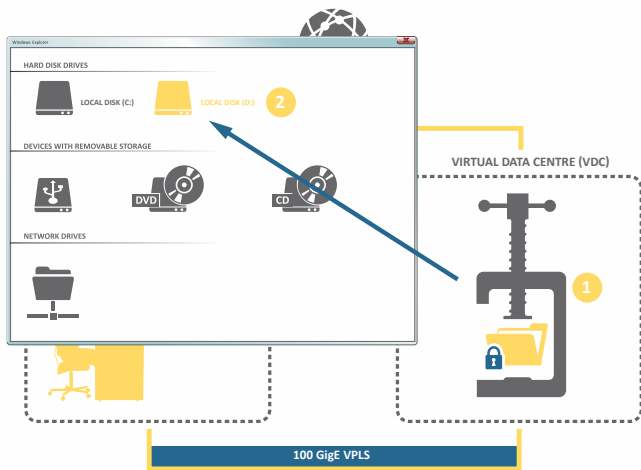 Windows Explorer
HARD DISK DRIVES
LOCAL DISK (C:)
LOCAL DISK (D:)
2
DEVICES WITH REMOVABLE STORAGE
VIRTUAL DATA CENTRE (VDC)
DVD
CD
NETWORK DRIVES
1
100 GigE VPLS